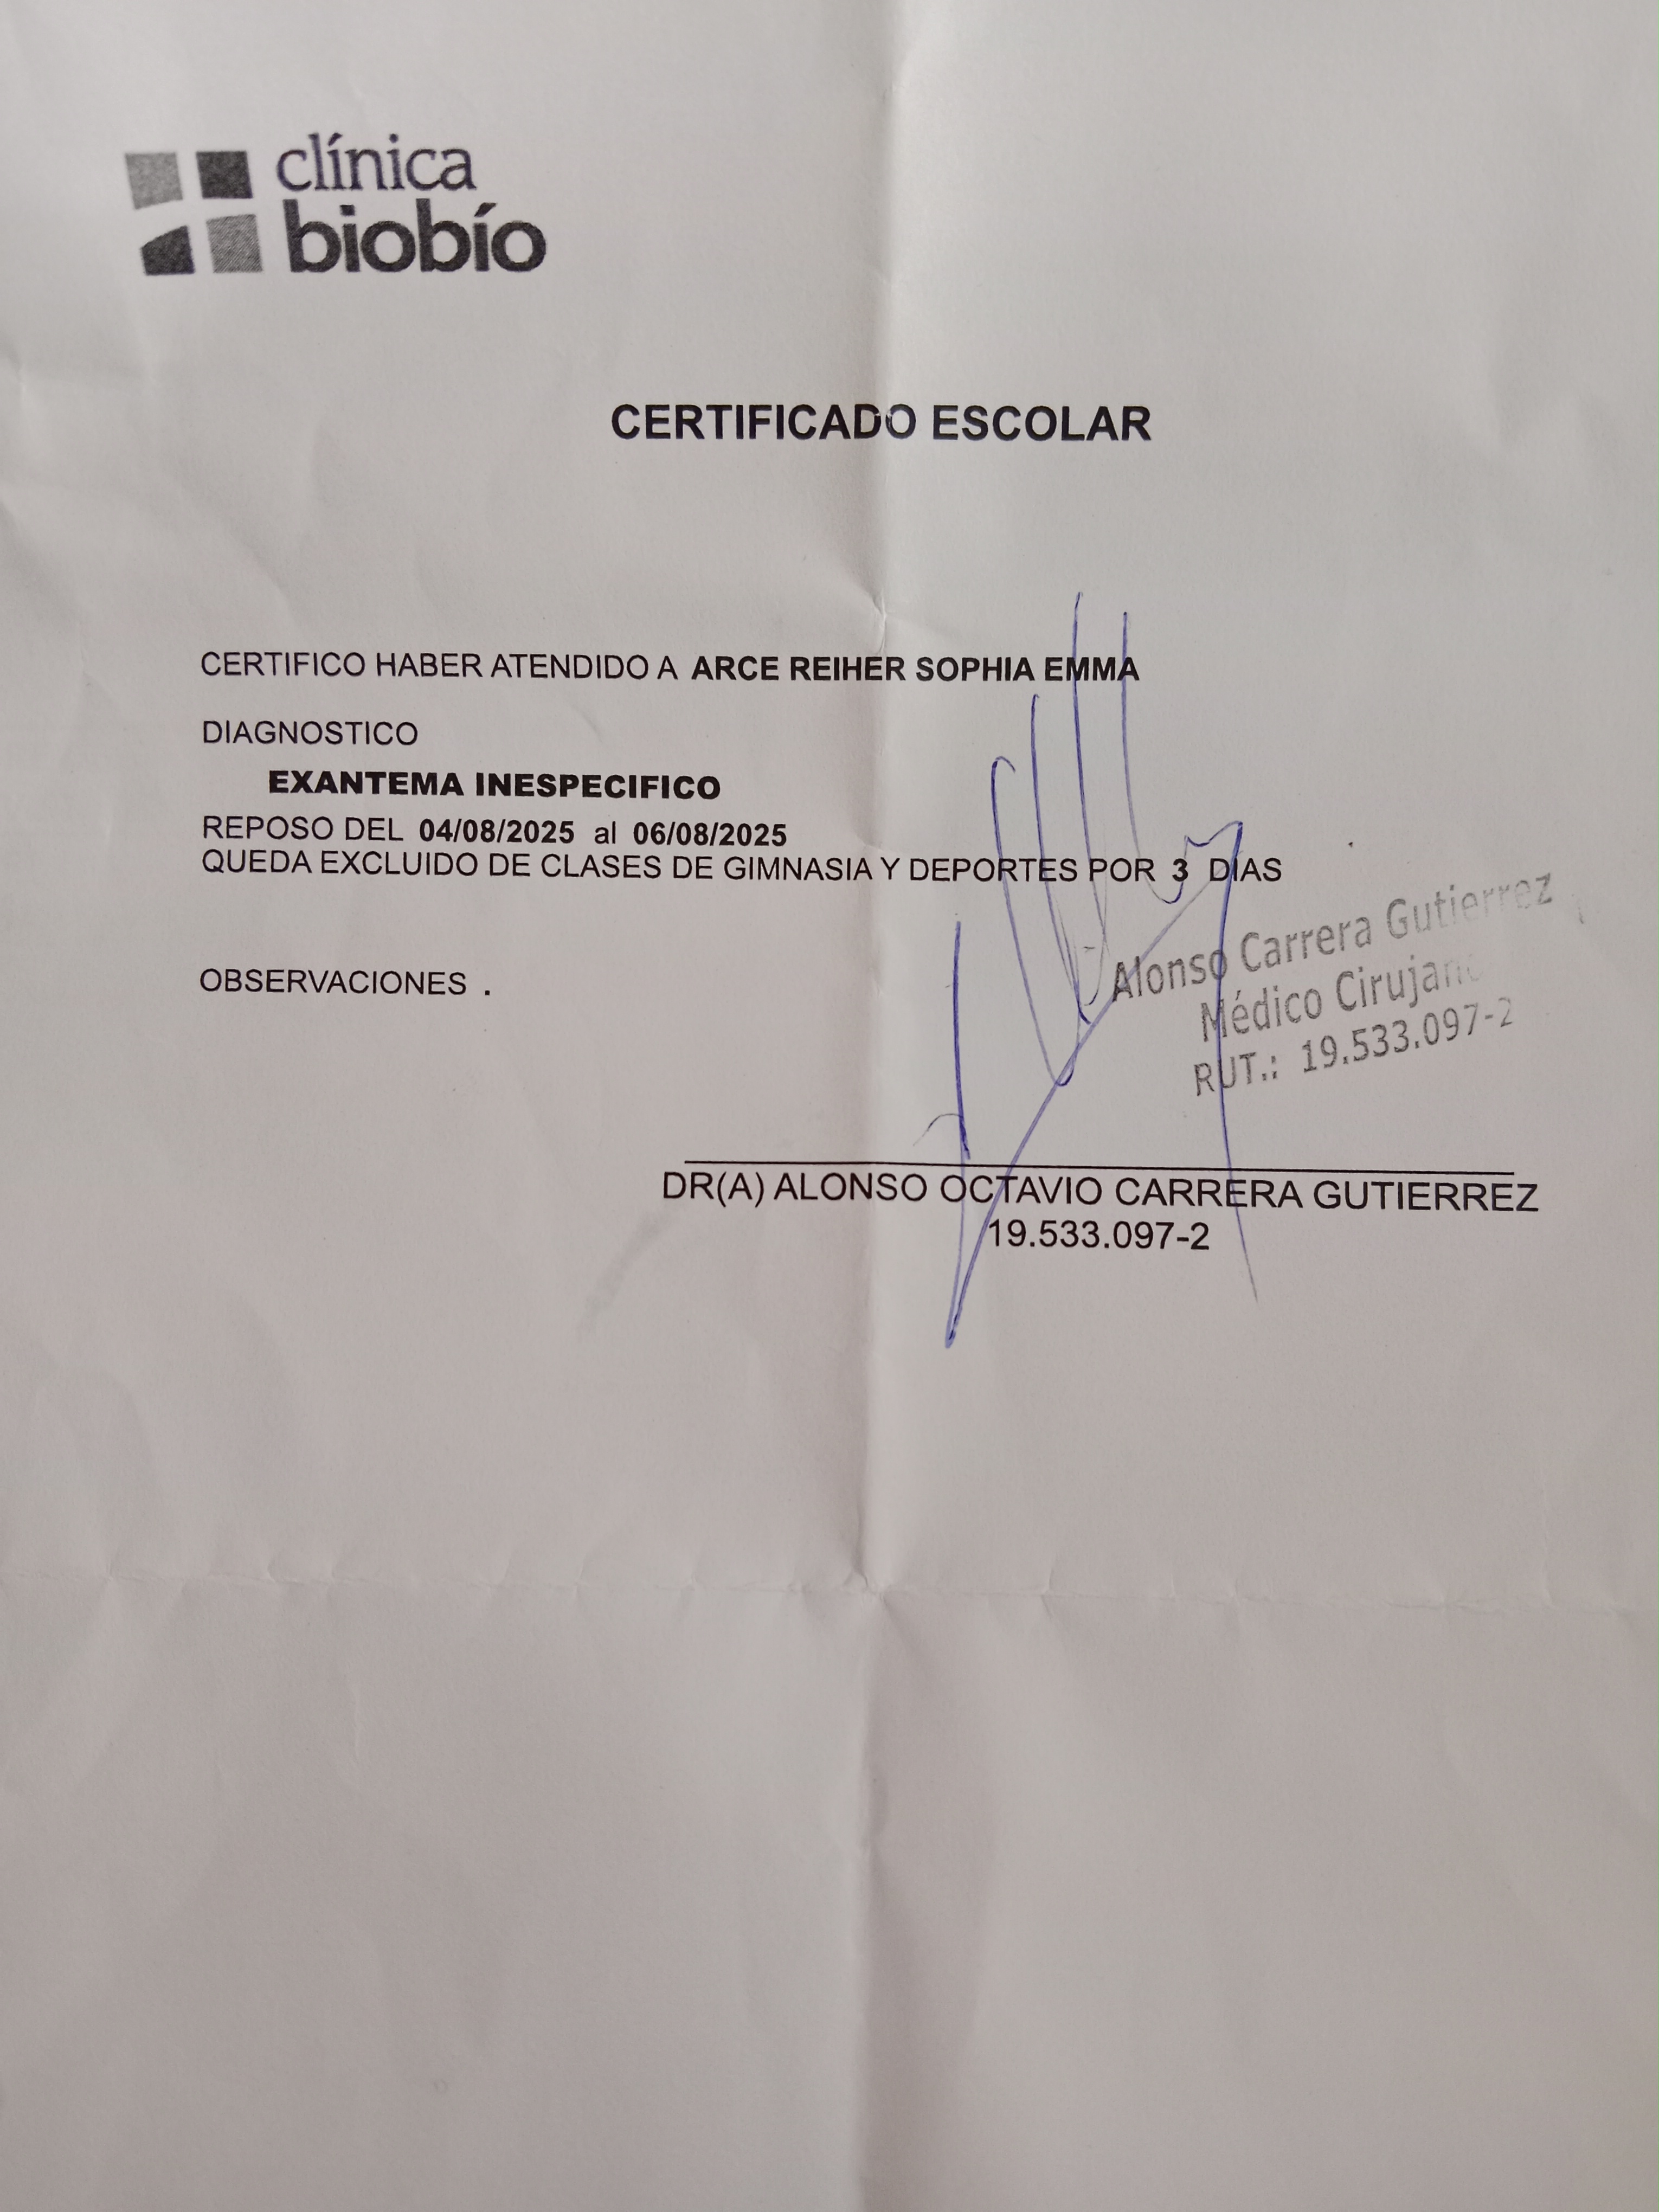 clínica
biobío
CERTIFICADO ESCOLAR
CERTIFICO HABER ATENDIDO A ARCE REIHER SOPHIA EMMA
DIAGNOSTICO
EXANTEMA INESPECIFICO
REPOSO DEL 04/08/2025 al 06/08/2025
QUEDA EXCLUIDO DE CLASES DE GIMNASIA Y DEPORTES POR 3 DIAS
OBSERVACIONES .
Alonso Carrera Gutierrez
Médico Cirujano
RUT.: 19.533.097-2
DR(A) ALONSO OCTAVIO CARRERA GUTIERREZ
19.533.097-2